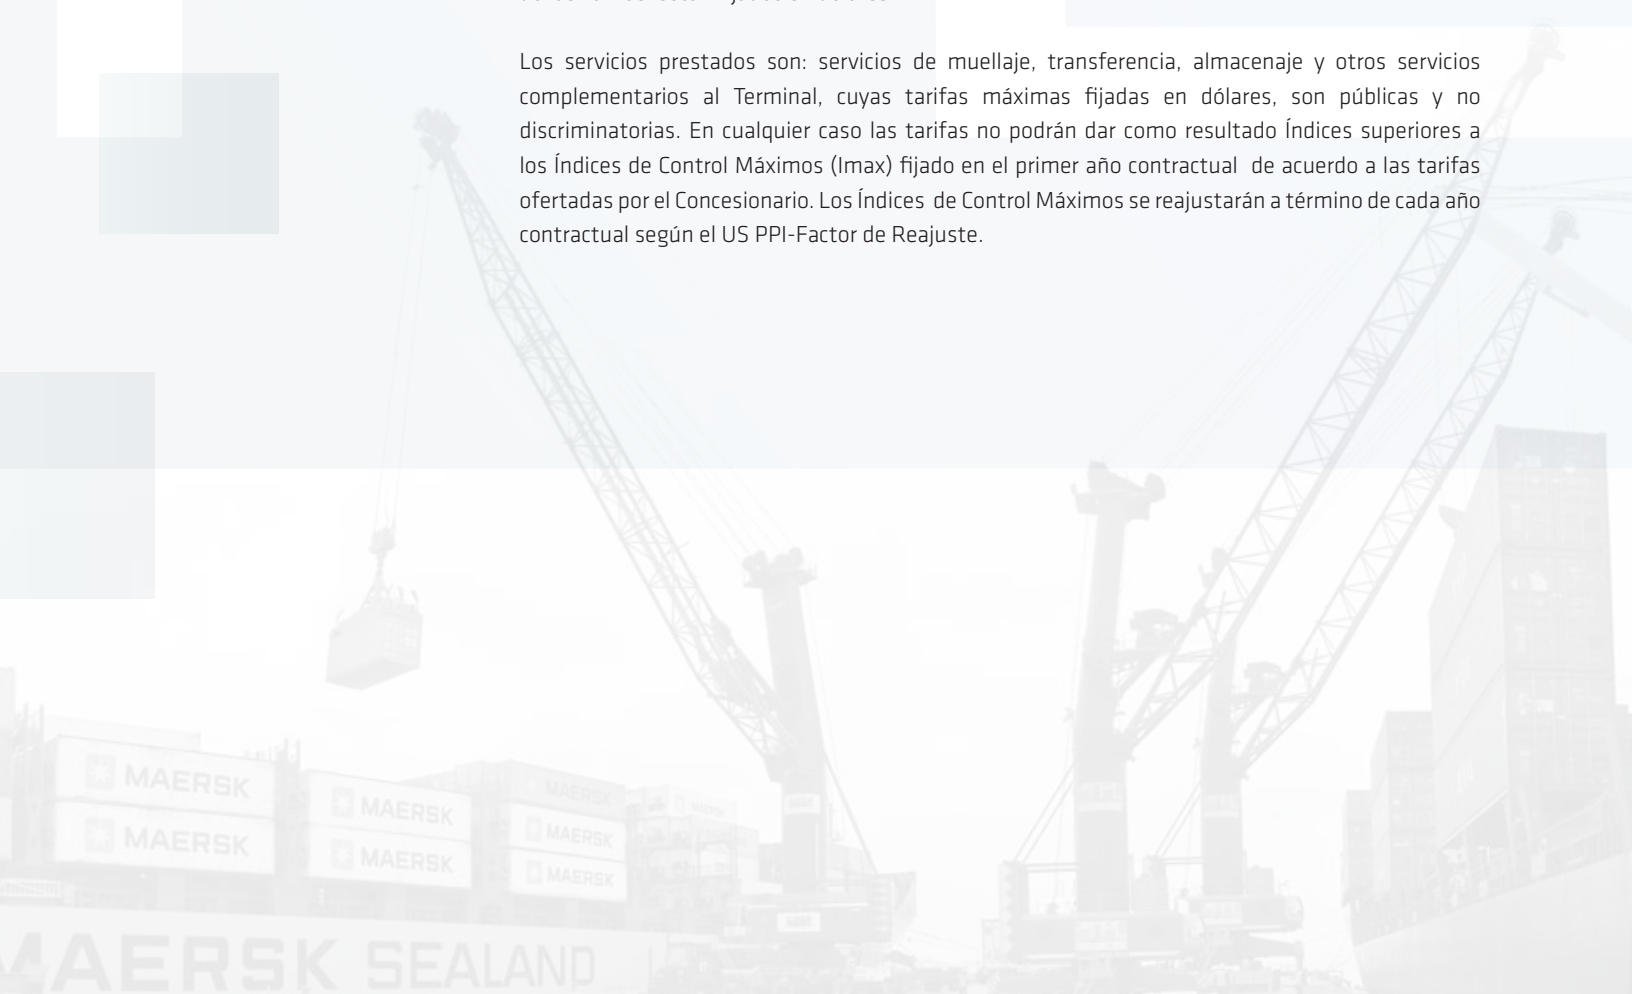 Los servicios prestados son: servicios de muellaje, transferencia, almacenaje y otros servicios
complementarios al Terminal, cuyas tarifas máximas fijadas en dólares, son públicas y no
discriminatorias. En cualquier caso las tarifas no podrán dar como resultado Índices superiores a
los Índices de Control Máximos (Imax) fijado en el primer año contractual  de acuerdo a las tarifas
ofertadas por el Concesionario. Los Índices  de Control Máximos se reajustarán a término de cada año
contractual según el US PPI-Factor de Reajuste.
MAERSK
MAERSK
MAERSK
MAERSK
MAERSK
MAERSK
MAERSK
MAERSK
MAERSK SEALAND